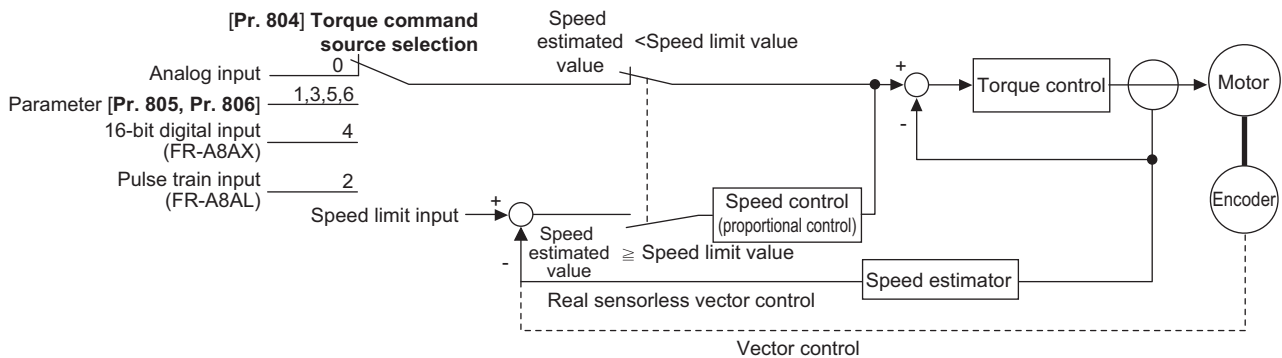 [Pr. 804] Torque command
source selection
Analog input
0
Parameter [Pr. 805, Pr. 806]
1,3,5,6
16-bit digital input
(FR-A8AX)
4
Pulse train input
(FR-A8AL)
2
Speed
estimated
value
<Speed limit value
+
-
Torque control
Motor
Encoder
Speed limit input
+
-
Speed
estimated
value
≧ Speed limit value
Speed control
(proportional control)
Speed estimator
Real sensorless vector control
Vector control